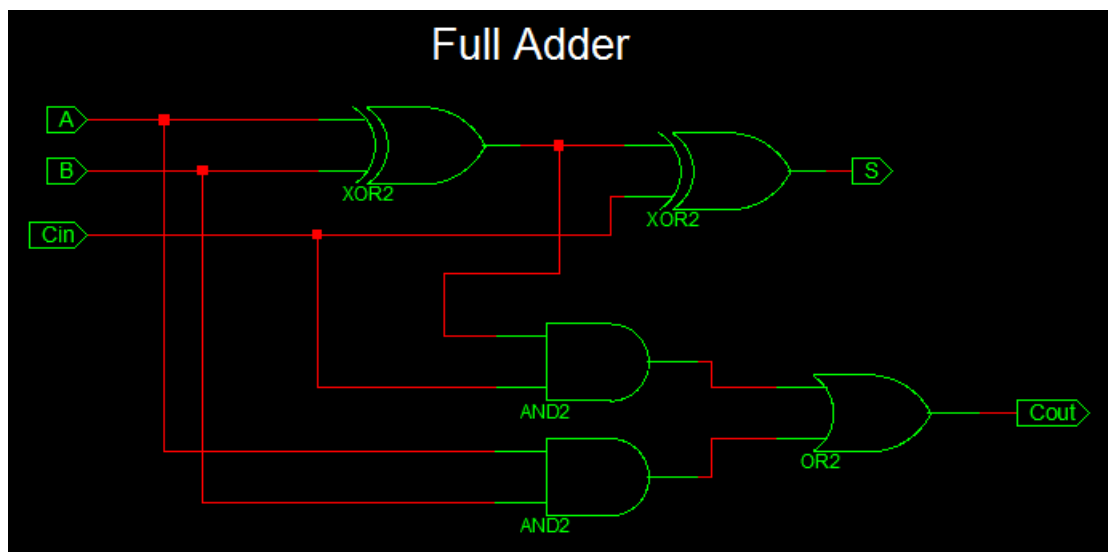 Full Adder
A
B
XOR2
S
XOR2
Cin
AND2
Cout
OR2
AND2